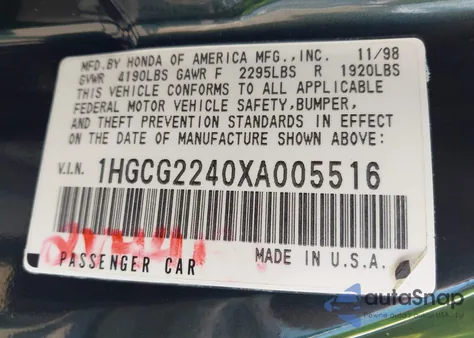 MFD.BY HONDA OF AMERICA MFG.,INC. 11/98
GVWR 4190LBS GAWR F 2295LBS R 1920LBS
THIS VEHICLE CONFORMS TO ALL APPLICABLE
FEDERAL MOTOR VEHICLE SAFETY,BUMPER,
AND THEFT PREVENTION STANDARDS IN EFFECT
ON THE DATE OF MANUFACTURE SHOWN ABOVE:
V.I.N. 1HGCG2240XA005516
PASSENGER CAR MADE IN U.S.A.
autoSnap